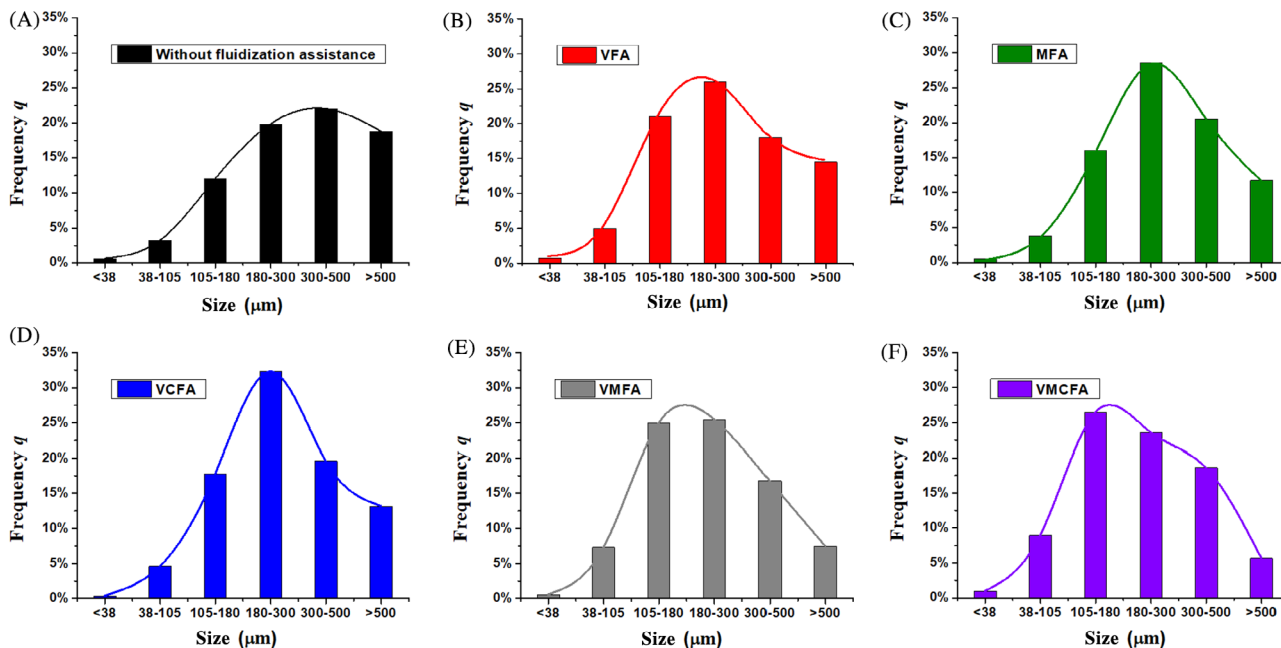 (A)
35%
30%
25%
20%
15%
10%
5%
0%
Frequency q
Without fluidization assistance
<38 38-105 105-180 180-300 300-500 >500
Size (μm)
(B)
35%
30%
25%
20%
15%
10%
5%
0%
Frequency q
VFA
<38 38-105 105-180 180-300 300-500 >500
Size (μm)
(C)
35%
30%
25%
20%
15%
10%
5%
0%
Frequency q
MFA
<38 38-105 105-180 180-300 300-500 >500
Size (μm)
(D)
35%
30%
25%
20%
15%
10%
5%
0%
Frequency q
VCFA
<38 38-105 105-180 180-300 300-500 >500
Size (μm)
(E)
35%
30%
25%
20%
15%
10%
5%
0%
Frequency q
VMFA
<38 38-105 105-180 180-300 300-500 >500
Size (μm)
(F)
35%
30%
25%
20%
15%
10%
5%
0%
Frequency q
VMCFA
<38 38-105 105-180 180-300 300-500 >500
Size (μm)